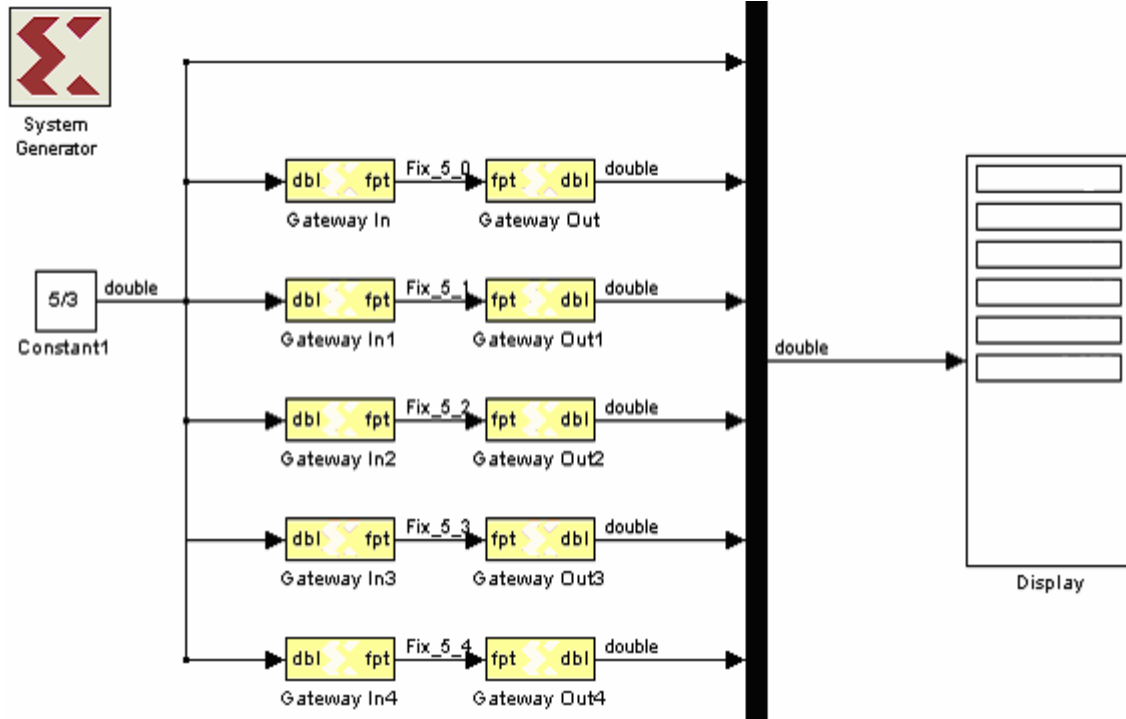 System
Generator
dbl fpt
Fix_5_0
fpt dbl
double
Gateway In
Gateway Out
5/3
double
Constant1
dbl fpt
Fix_5_1
fpt dbl
double
Gateway In1
Gateway Out1
double
dbl fpt
Fix_5_2
fpt dbl
double
Gateway In2
Gateway Out2
dbl fpt
Fix_5_3
fpt dbl
double
Gateway In3
Gateway Out3
Display
dbl fpt
Fix_5_4
fpt dbl
double
Gateway In4
Gateway Out4